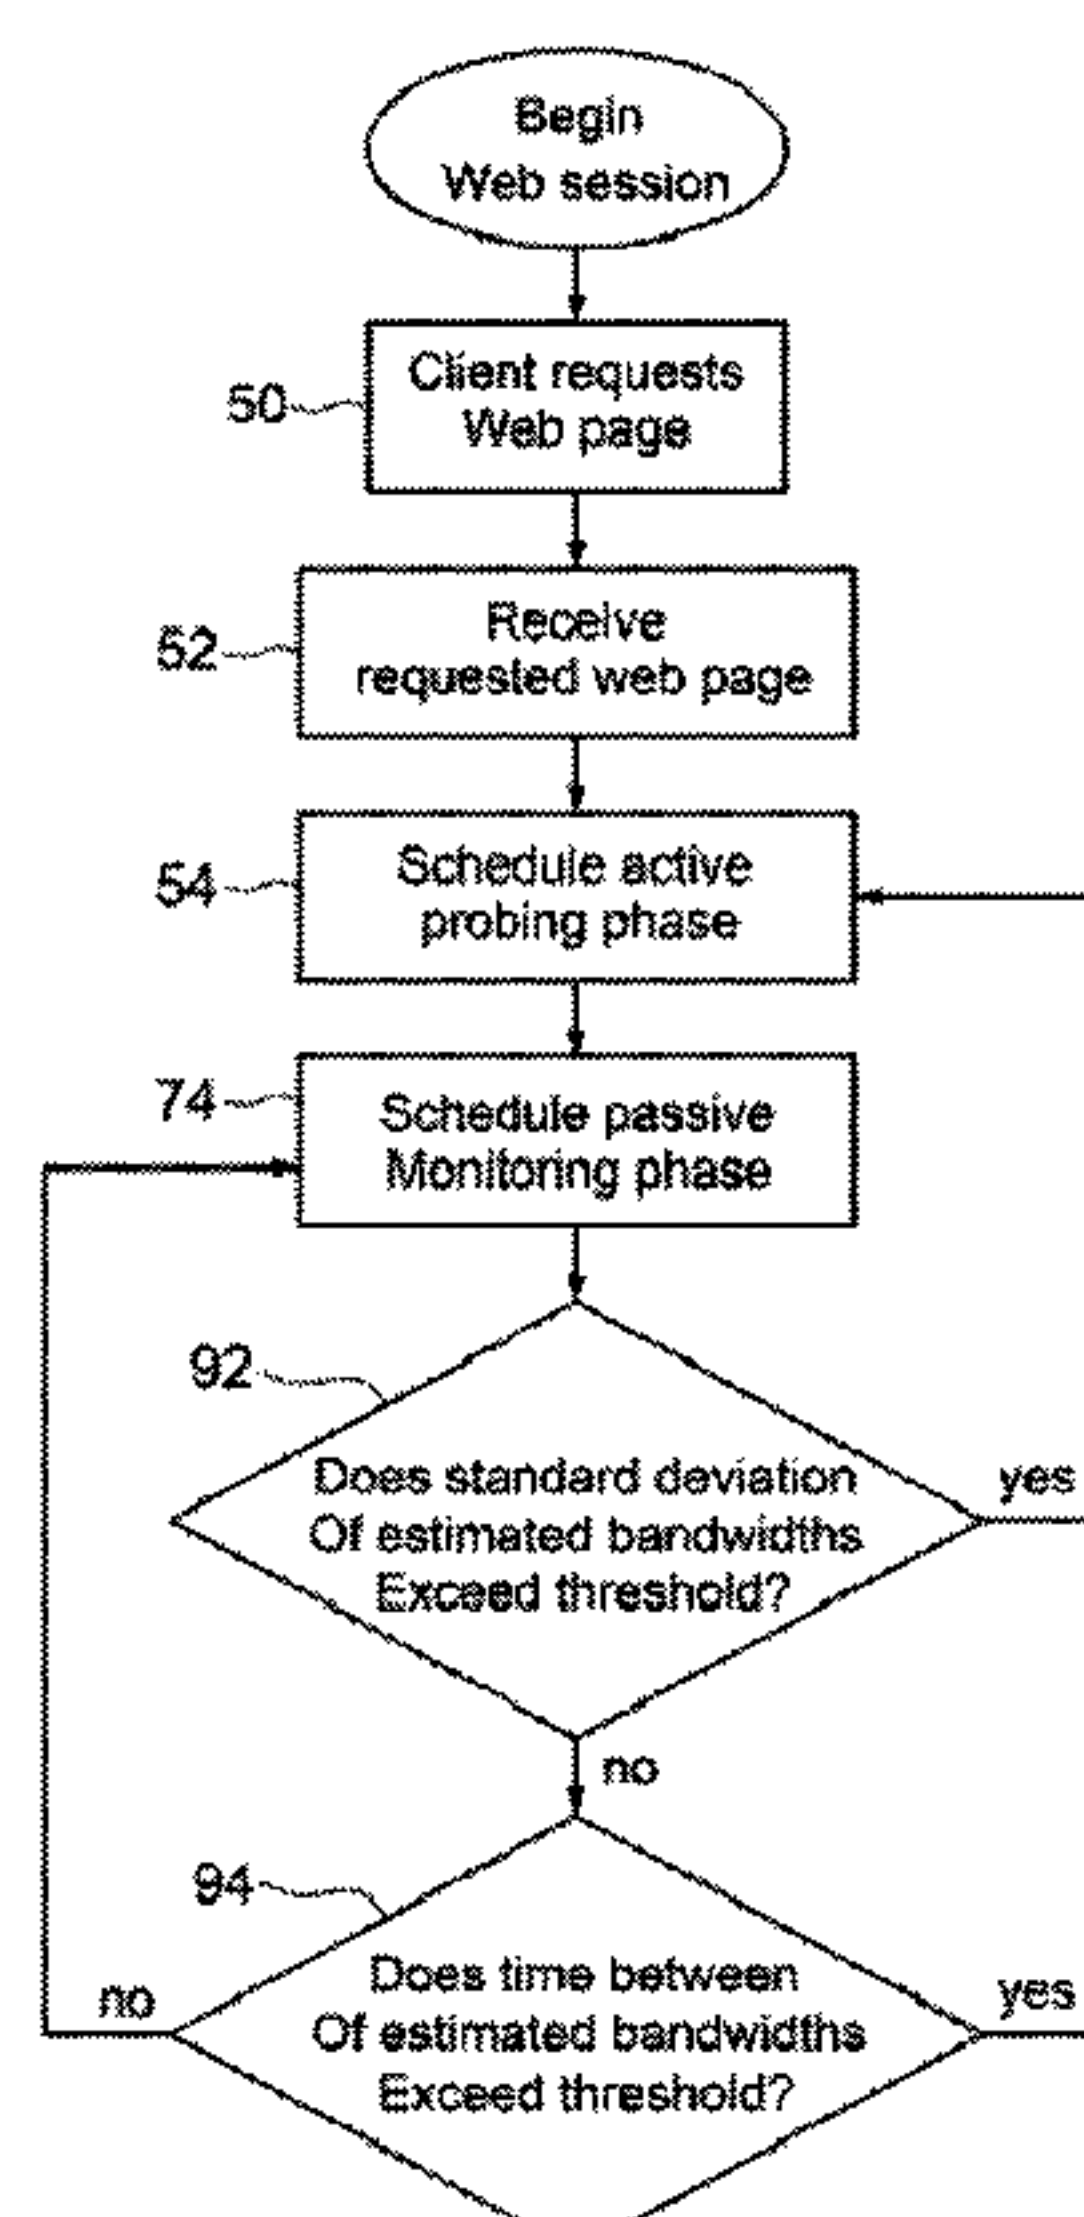 Begin
Web session
50
Client requests
Web page
52
Receive
requested web page
54
Schedule active
probing phase
74
Schedule passive
Monitoring phase
92
Does standard deviation
Of estimated bandwidths
Exceed threshold?
yes
no
94
Does time between
Of estimated bandwidths
Exceed threshold?
no
yes